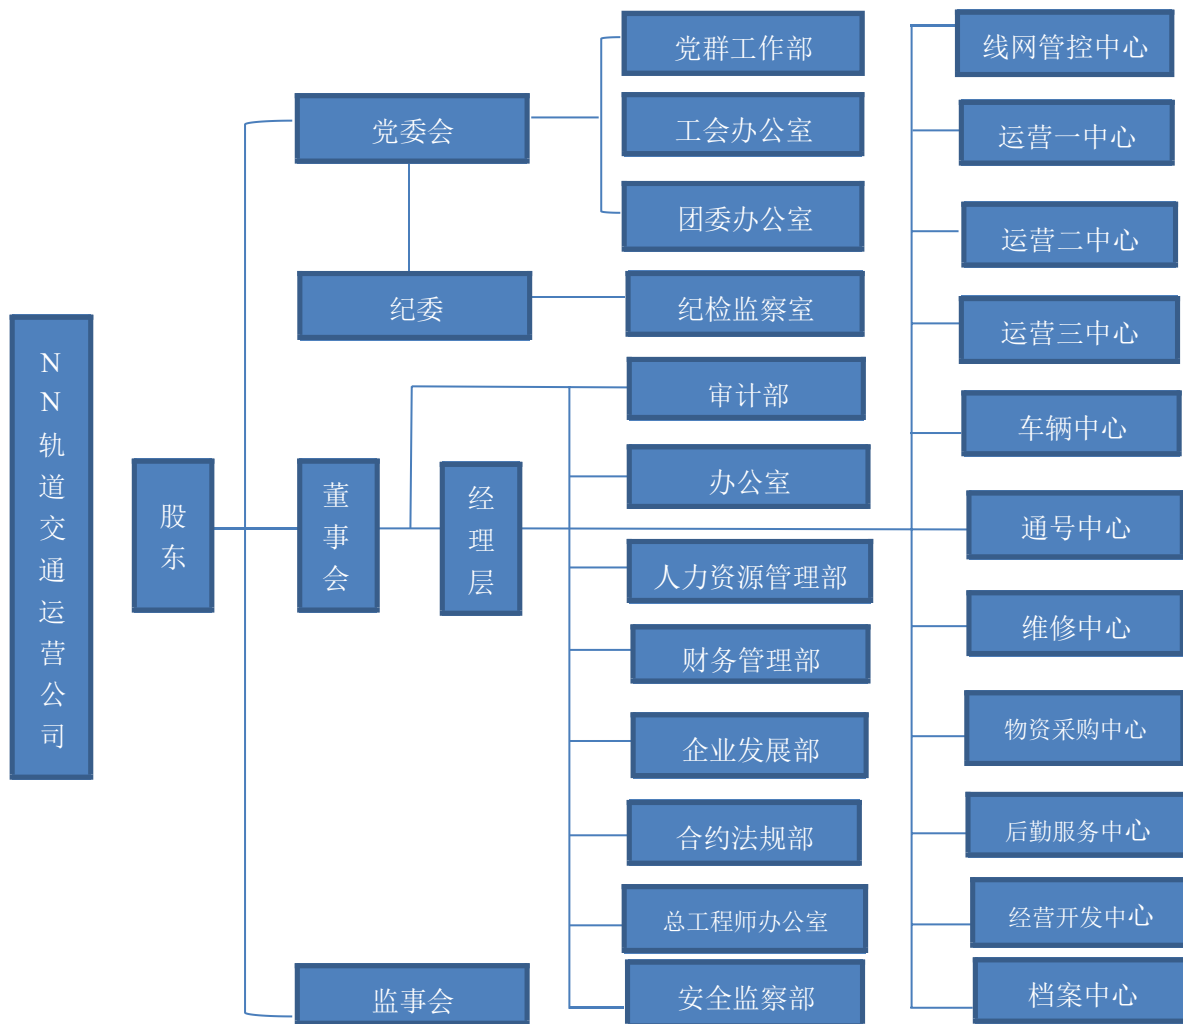 NN轨道交通运营公司
股东
党委会
纪委
董事会
监事会
经理层
党群工作部
工会办公室
团委办公室
纪检监察室
审计部
办公室
人力资源管理部
财务管理部
企业发展部
合约法规部
总工程师办公室
安全监察部
线网管控中心
运营一中心
运营二中心
运营三中心
车辆中心
通号中心
维修中心
物资采购中心
后勤服务中心
经营开发中心
档案中心